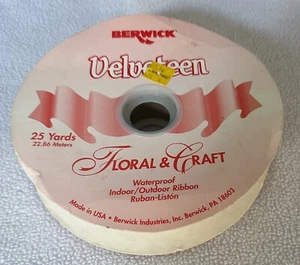 BERWICK
Velveteen
25 Yards
22.86 Meters
FLORAL & CRAFT
Waterproof
Indoor/Outdoor Ribbon
Ruban-Listón
Made in USA • Berwick Industries, Inc. Berwick, PA 18603